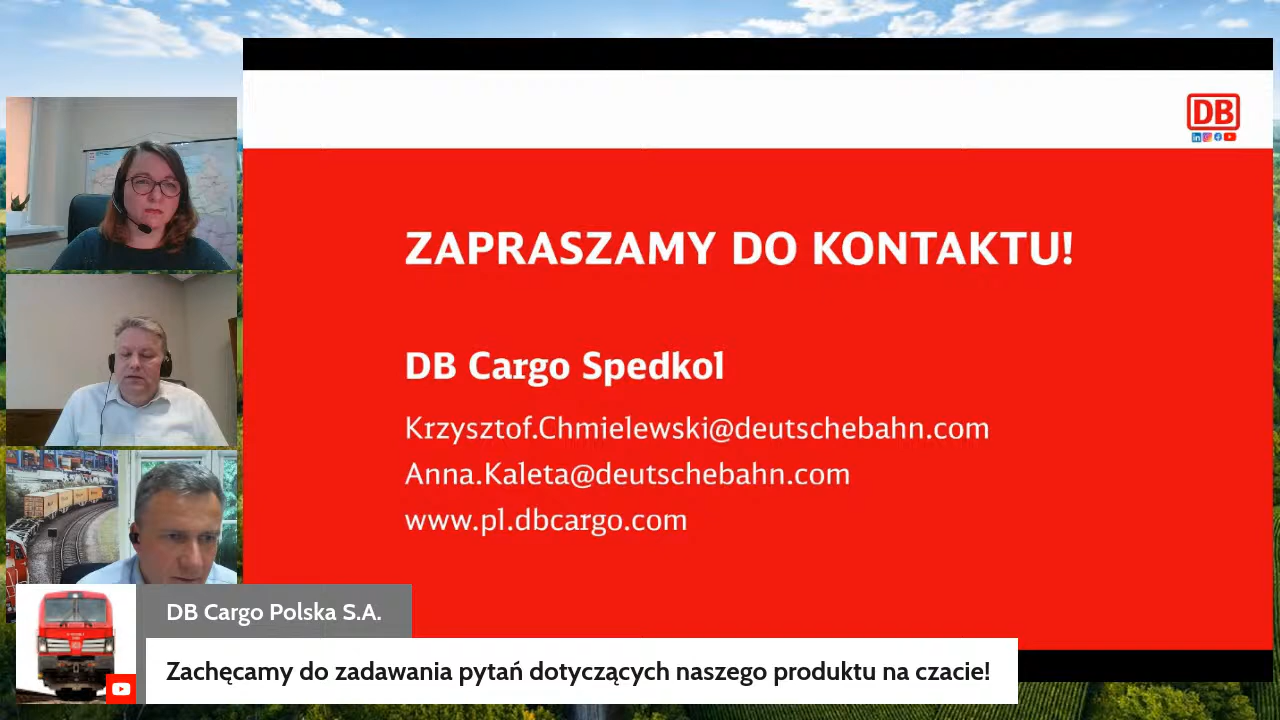 DB
ZAPRASZAMY DO KONTAKTU!
DB Cargo Spedkol
Krzysztof.Chmielewski@deutschebahn.com
Anna.Kaleta@deutschebahn.com
www.pl.dbcargo.com
DB Cargo Polska S.A.
Zachęcamy do zadawania pytań dotyczących naszego produktu na czacie!